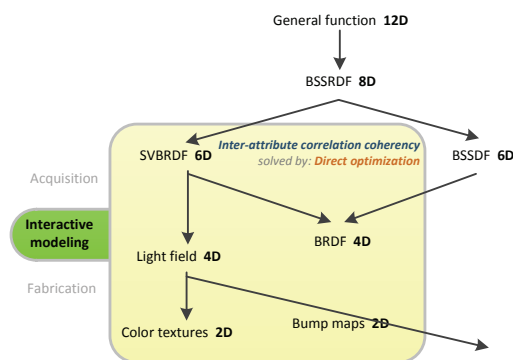 General function 12D
BSSRDF 8D
Inter-attribute correlation coherency
SVBRDF 6D
solved by: Direct optimization
BSSDF 6D
Acquisition
Interactive
modeling
BRDF 4D
Light field 4D
Fabrication
Bump maps 2D
Color textures 2D